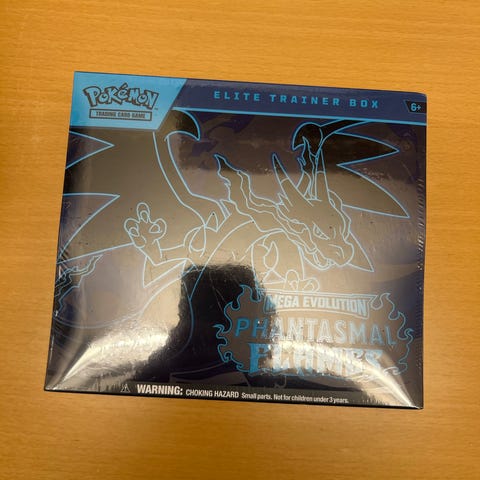 POKÉMON
TRADING CARD GAME
ELITE TRAINER BOX
6+
MEGA EVOLUTION
PHANTASMAL
FLAMES
WARNING: CHOKING HAZARD Small parts. Not for children under 3 years.